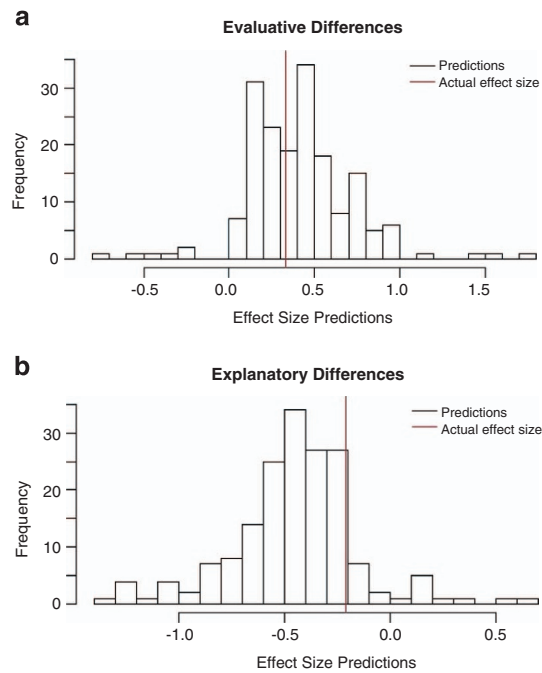 a
Evaluative Differences
Predictions
Actual effect size
Frequency
30
20
10
0
-0.5 0.0 0.5 1.0 1.5
Effect Size Predictions
b
Explanatory Differences
Predictions
Actual effect size
Frequency
30
20
10
0
-1.0 -0.5 0.0 0.5
Effect Size Predictions